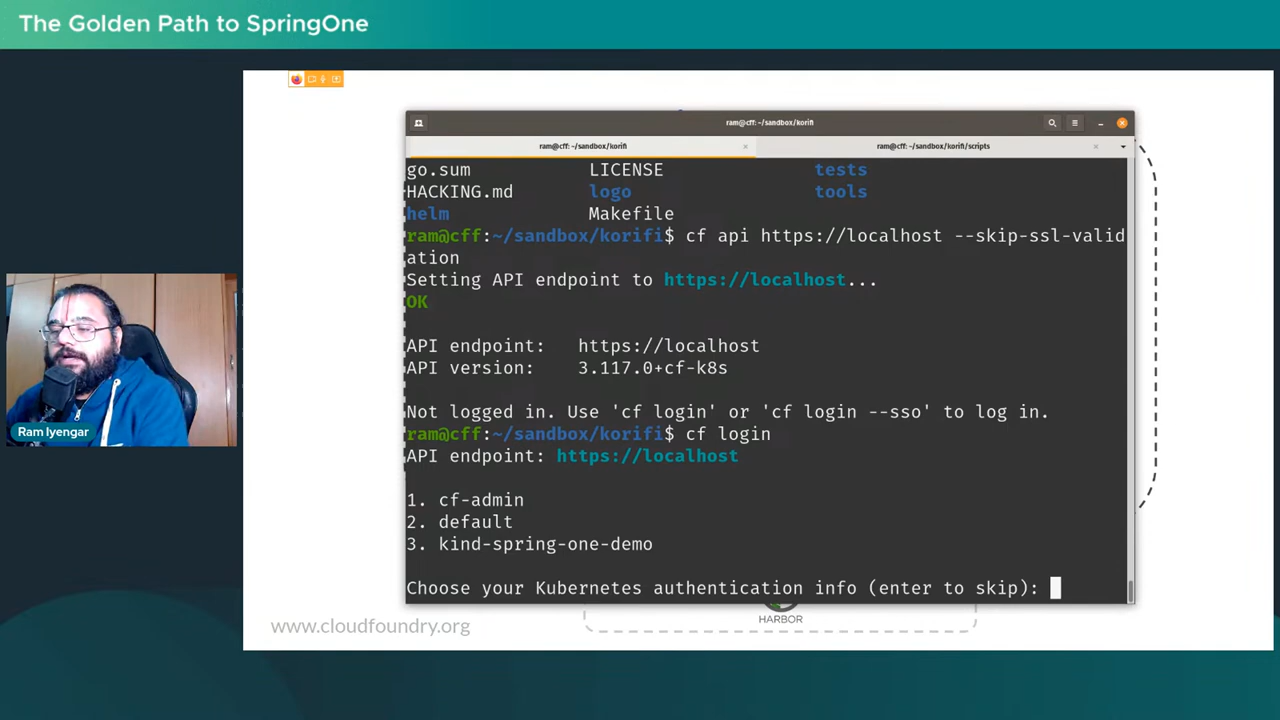 The Golden Path to SpringOne
ram@cff: ~/sandbox/korifi
ram@cff: ~/sandbox/korifi
ram@cff: ~/sandbox/korifi/scripts
go.sum LICENSE tests
HACKING.md logo tools
helm Makefile
ram@cff:~/sandbox/korifi$ cf api https://localhost --skip-ssl-valid
ation
Setting API endpoint to https://localhost...
OK
API endpoint: https://localhost
API version: 3.117.0+cf-k8s
Not logged in. Use 'cf login' or 'cf login --sso' to log in.
ram@cff:~/sandbox/korifi$ cf login
API endpoint: https://localhost
1. cf-admin
2. default
3. kind-spring-one-demo
Choose your Kubernetes authentication info (enter to skip):
Ram Iyengar
HARBOR
www.cloudfoundry.org